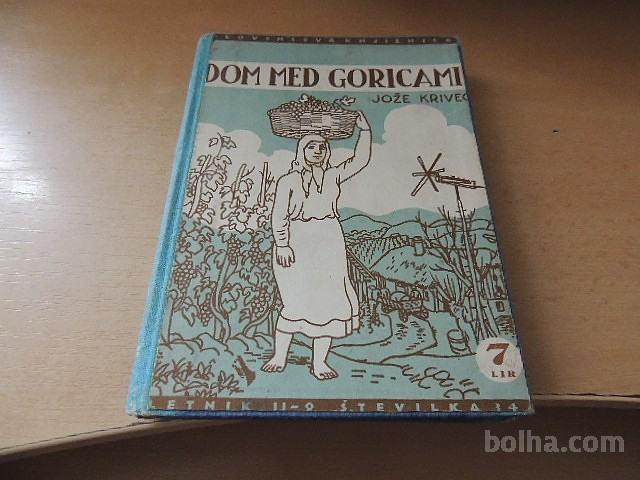 SLOVENČEVA KNJIŽNICA
DOM MED GORICAMI
JOŽE KRIVEC
7
LIR
LETNIK II-9 ŠTEVILKA 34
bolha.com